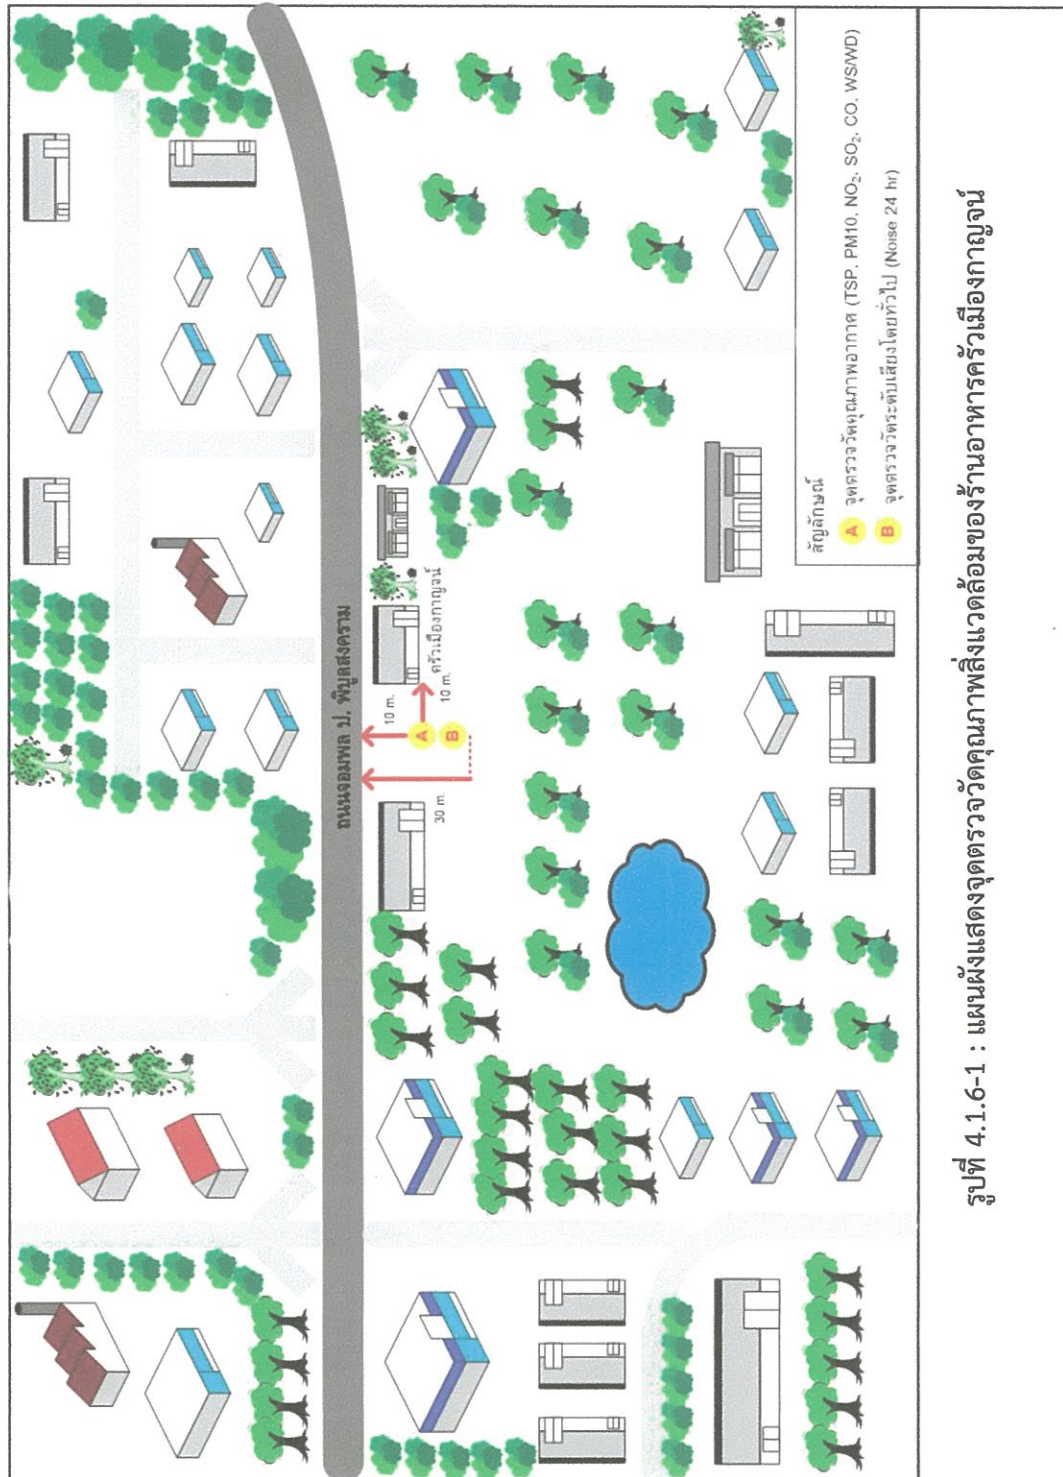 ถนนจอมพล ป. พิบูลสงคราม
10 m.
ครัวเมืองกาญจน์
10 m.
A
B
30 m.
สัญลักษณ์
A จุดตรวจวัดคุณภาพอากาศ (TSP, PM10, NO₂, SO₂, CO, WS/WD)
B จุดตรวจวัดระดับเสียงโดยทั่วไป (Noise 24 hr)
รูปที่ 4.1.6-1 : แผนผังแสดงจุดตรวจวัดคุณภาพสิ่งแวดล้อมของร้านอาหารครัวเมืองกาญจน์